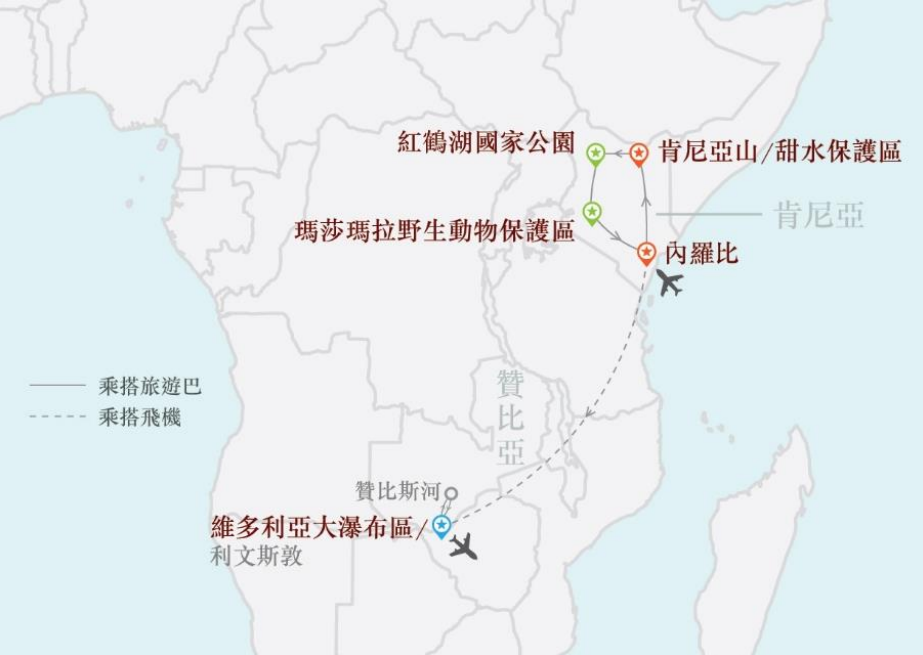 紅鶴湖國家公園
肯尼亞山/甜水保護區
瑪莎瑪拉野生動物保護區
肯尼亞
內羅比
乘搭旅遊巴
乘搭飛機
贊比亞
贊比斯河
維多利亞大瀑布區/
利文斯敦